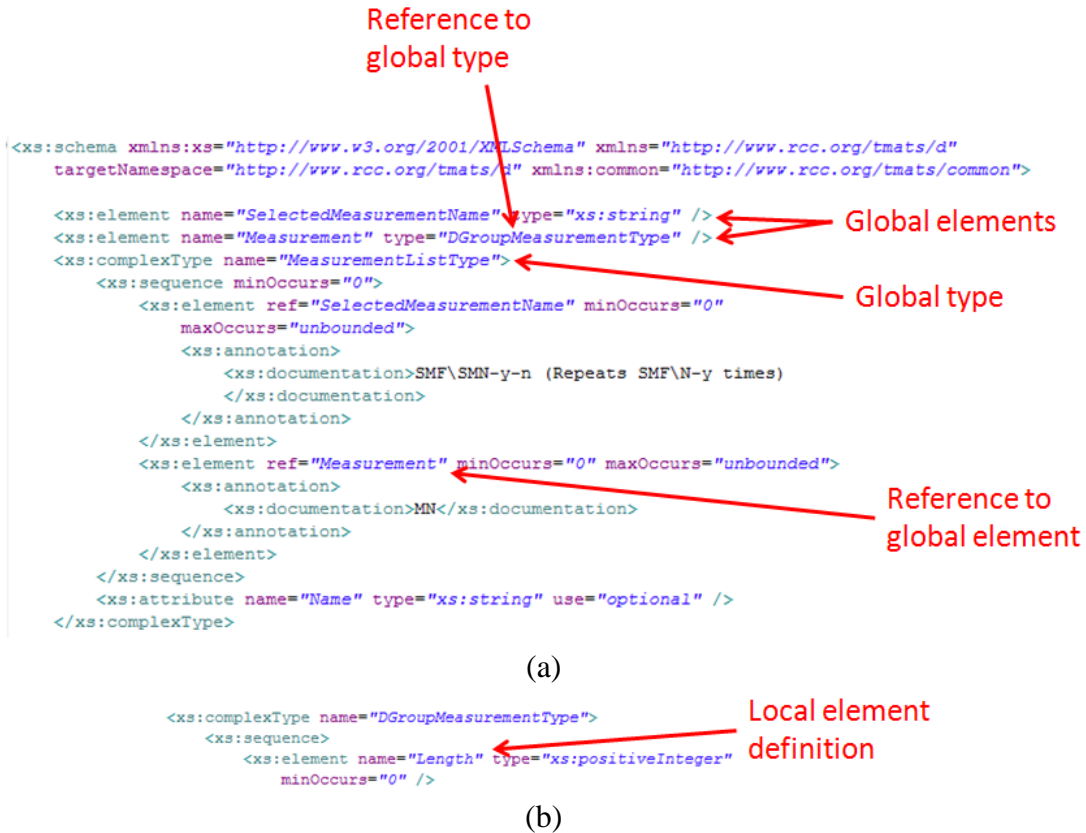 Reference to
global type
<xs:schema xmlns:xs="http://www.w3.org/2001/XMLSchema" xmlns="http://www.rcc.org/tmats/d"
targetNamespace="http://www.rcc.org/tmats/d" xmlns:common="http://www.rcc.org/tmats/common">
<xs:element name="SelectedMeasurementName" type="xs:string" />
Global elements
<xs:element name="Measurement" type="DGroupMeasurementType" />
<xs:complexType name="MeasurementListType">
<xs:sequence minOccurs="0">
Global type
<xs:element ref="SelectedMeasurementName" minOccurs="0"
maxOccurs="unbounded">
<xs:annotation>
<xs:documentation>SMF\SMN-y-n (Repeats SMF\N-y times)
</xs:documentation>
</xs:annotation>
</xs:element>
<xs:element ref="Measurement" minOccurs="0" maxOccurs="unbounded">
<xs:annotation>
<xs:documentation>MN</xs:documentation>
</xs:annotation>
</xs:element>
Reference to
global element
</xs:sequence>
<xs:attribute name="Name" type="xs:string" use="optional" />
</xs:complexType>
(a)
<xs:complexType name="DGroupMeasurementType">
<xs:sequence>
<xs:element name="Length" type="xs:positiveInteger"
minOccurs="0" />
Local element
definition
(b)